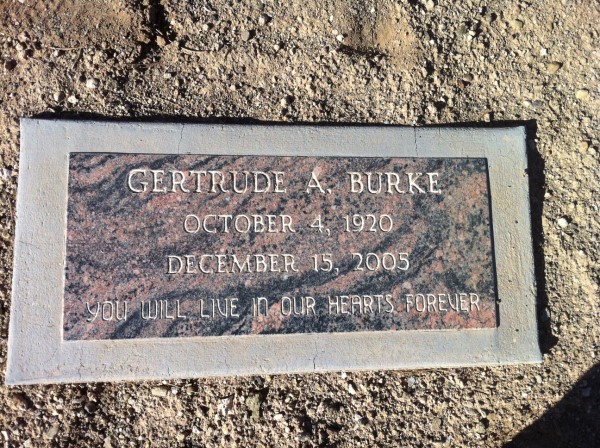 GERTRUDE A. BURKE
OCTOBER 4, 1920
DECEMBER 15, 2005
YOU WILL LIVE IN OUR HEARTS FOREVER